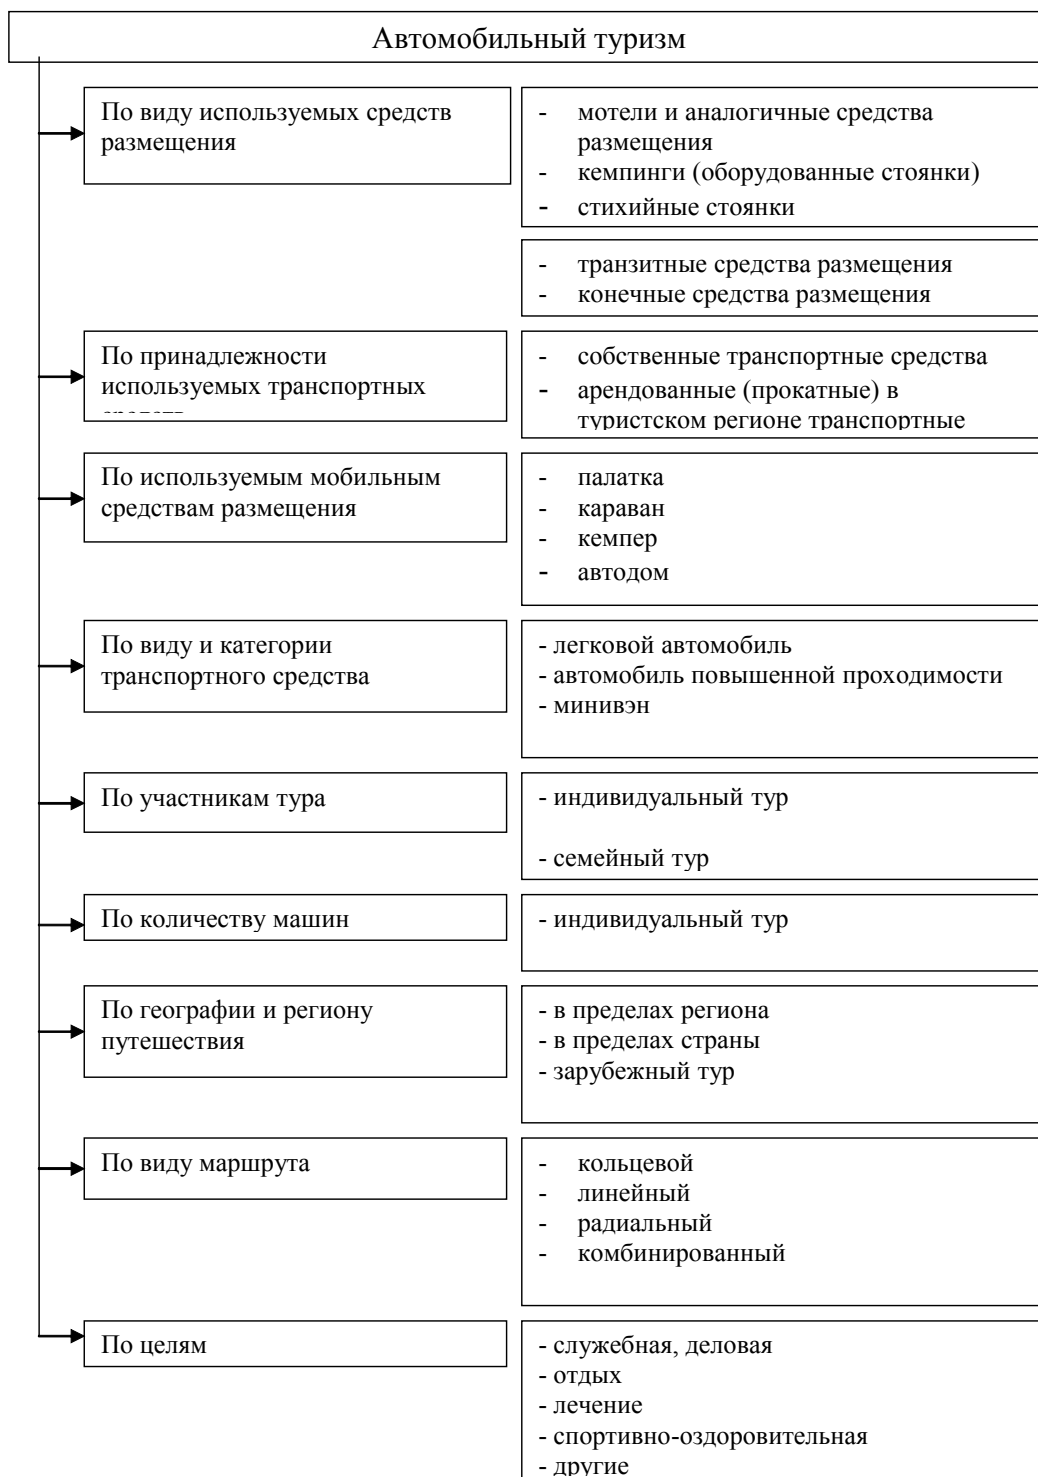 Автомобильный туризм
По виду используемых средств
размещения
- мотели и аналогичные средства
размещения
- кемпинги (оборудованные стоянки)
- стихийные стоянки
- транзитные средства размещения
- конечные средства размещения
По принадлежности
используемых транспортных
- собственные транспортные средства
- арендованные (прокатные) в
туристском регионе транспортные
По используемым мобильным
средствам размещения
- палатка
- караван
- кемпер
- автодом
По виду и категории
транспортного средства
- легковой автомобиль
- автомобиль повышенной проходимости
- минивэн
По участникам тура
- индивидуальный тур
- семейный тур
По количеству машин
- индивидуальный тур
По географии и региону
путешествия
- в пределах региона
- в пределах страны
- зарубежный тур
По виду маршрута
- кольцевой
- линейный
- радиальный
- комбинированный
По целям
- служебная, деловая
- отдых
- лечение
- спортивно-оздоровительная
- другие